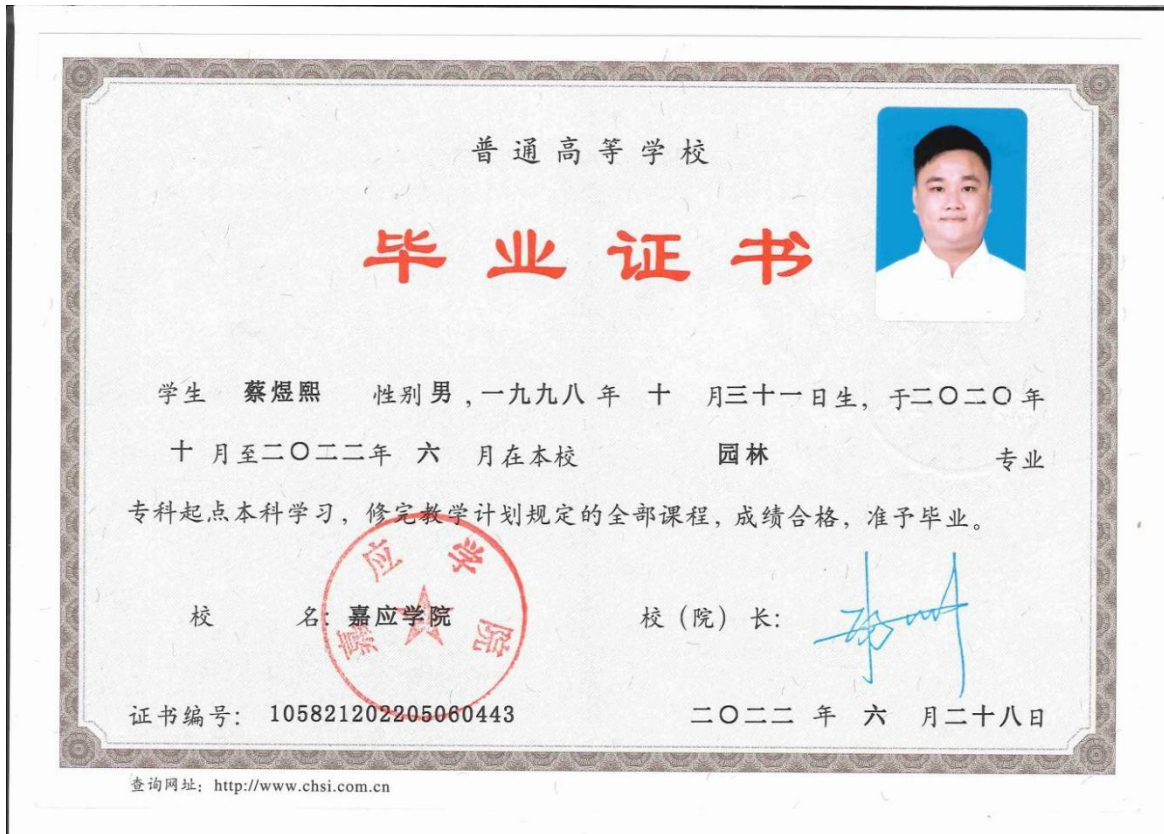 普通高等学校
毕业证书
学生 蔡煜熙 性别 男 ,一九九八 年 十 月三十一日生, 于二〇二〇年
十 月至二〇二二年 六 月在本校 园林 专业
专科起点本科学习, 修完教学计划规定的全部课程, 成绩合格, 准予毕业。
校 名: 嘉应学院
嘉应学院
校 (院) 长:
证书编号: 105821202205060443
二〇二二 年 六 月二十八日
查询网址: http://www.chsi.com.cn